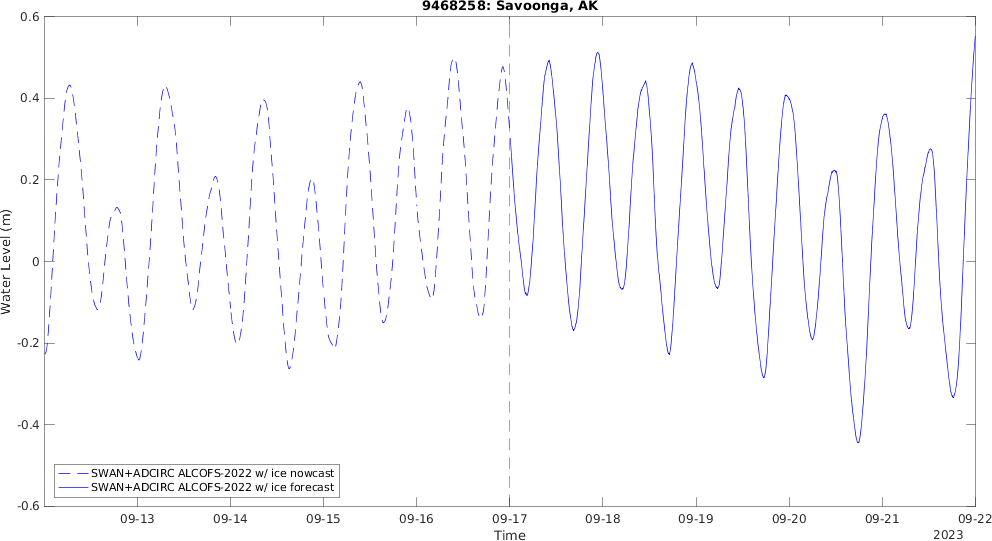 9468258: Savoonga, AK
Water Level (m)
0.6
0.4
0.2
0
-0.2
-0.4
-0.6
SWAN+ADCIRC ALCOFS-2022 w/ ice nowcast
SWAN+ADCIRC ALCOFS-2022 w/ ice forecast
09-13 09-14 09-15 09-16 09-17 09-18 09-19 09-20 09-21 09-22
Time
2023